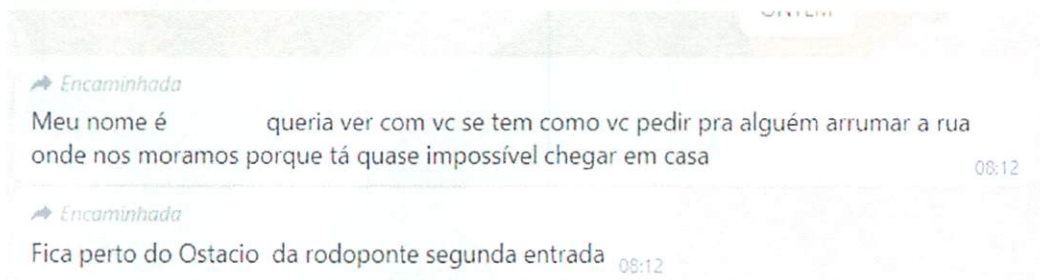 Encaminhada
Meu nome é queria ver com vc se tem como vc pedir pra alguém arrumar a rua
onde nos moramos porque tá quase impossível chegar em casa
08:12
Encaminhada
Fica perto do Ostacio da rodoponte segunda entrada 08:12